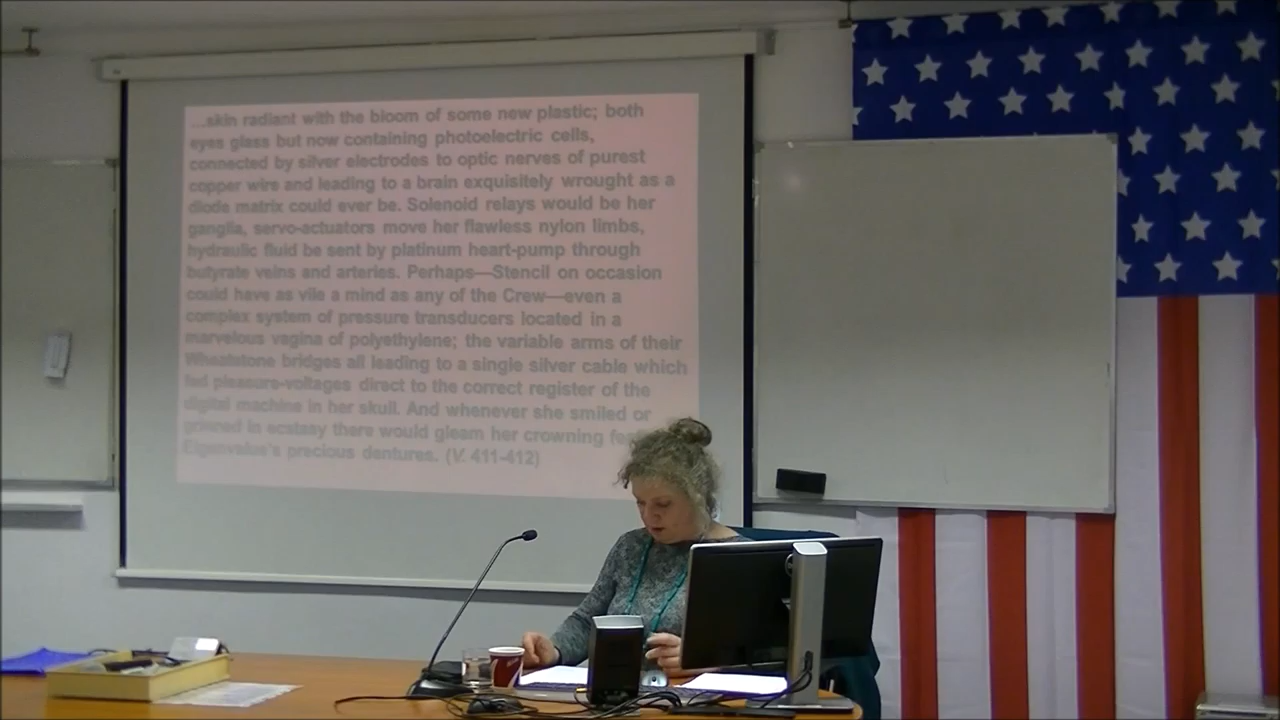 ...skin radiant with the bloom of some new plastic; both
eyes glass but now containing photoelectric cells,
connected by silver electrodes to optic nerves of purest
copper wire and leading to a brain exquisitely wrought as a
diode matrix could ever be. Solenoid relays would be her
ganglia, servo-actuators move her flawless nylon limbs,
hydraulic fluid be sent by platinum heart-pump through
butyrate veins and arteries. Perhaps—Stencil on occasion
could have as vile a mind as any of the Crew—even a
complex system of pressure transducers located in a
marvelous vagina of polyethylene; the variable arms of their
Wheatstone bridges all leading to a single silver cable which
fed pleasure-voltages direct to the correct register of the
digital machine in her skull. And whenever she smiled or
grinned in ecstasy there would gleam her crowning
Eigenvalue's precious dentures. (V. 411-412)